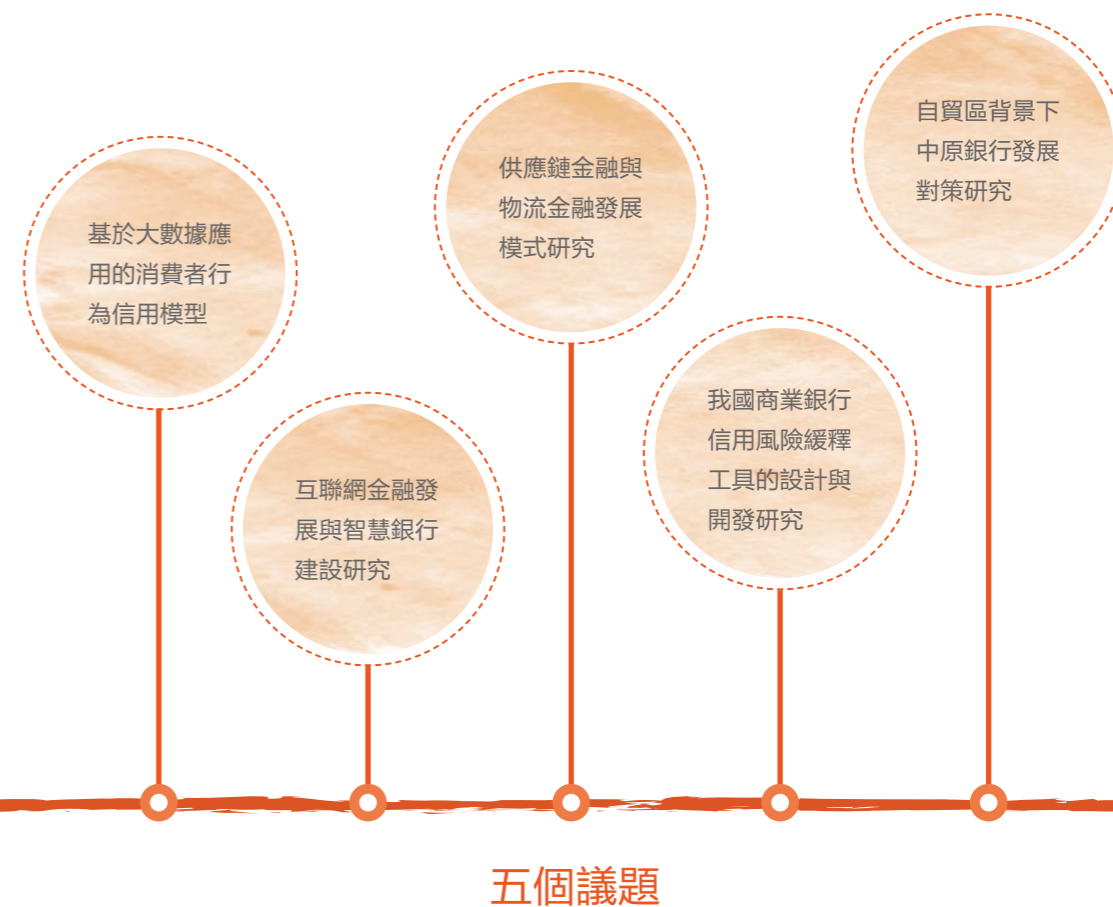 基於大數據應
用的消費者行
為信用模型
互聯網金融發
展與智慧銀行
建設研究
供應鏈金融與
物流金融發展
模式研究
我國商業銀行
信用風險緩釋
工具的設計與
開發研究
自貿區背景下
中原銀行發展
對策研究
五個議題